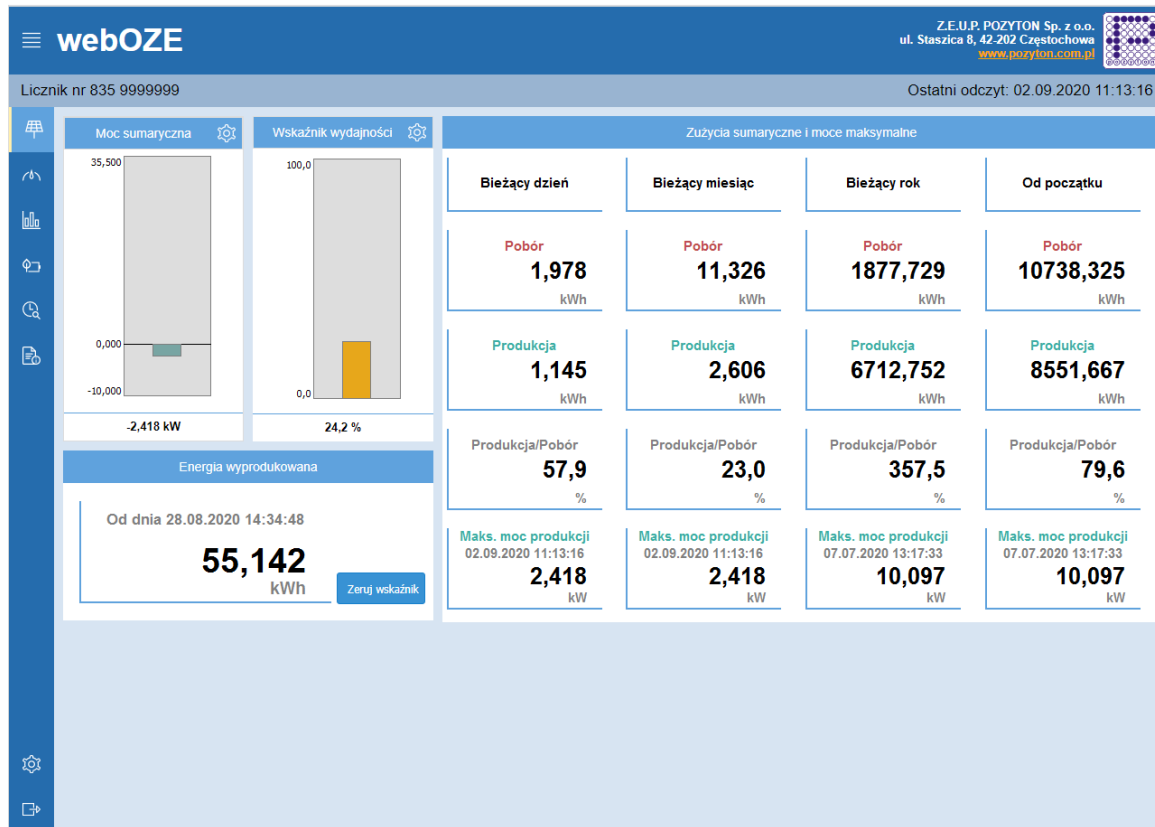 webOZE
Z.E.U.P. POZYTON Sp. z o.o.
ul. Staszica 8, 42-202 Częstochowa
www.pozyton.com.pl
POZYTON
Licznik nr 835 9999999
Ostatni odczyt: 02.09.2020 11:13:16
Moc sumaryczna
35,500
0,000
-10,000
-2,418 kW
Wskaźnik wydajności
100,0
0,0
24,2 %
Energia wyprodukowana
Od dnia 28.08.2020 14:34:48
55,142
kWh
Zeruj wskaźnik
Zużycia sumaryczne i moce maksymalne
Bieżący dzień
Bieżący miesiąc
Bieżący rok
Od początku
Pobór
1,978
kWh
Pobór
11,326
kWh
Pobór
1877,729
kWh
Pobór
10738,325
kWh
Produkcja
1,145
kWh
Produkcja
2,606
kWh
Produkcja
6712,752
kWh
Produkcja
8551,667
kWh
Produkcja/Pobór
57,9
%
Produkcja/Pobór
23,0
%
Produkcja/Pobór
357,5
%
Produkcja/Pobór
79,6
%
Maks. moc produkcji
02.09.2020 11:13:16
2,418
kW
Maks. moc produkcji
02.09.2020 11:13:16
2,418
kW
Maks. moc produkcji
07.07.2020 13:17:33
10,097
kW
Maks. moc produkcji
07.07.2020 13:17:33
10,097
kW